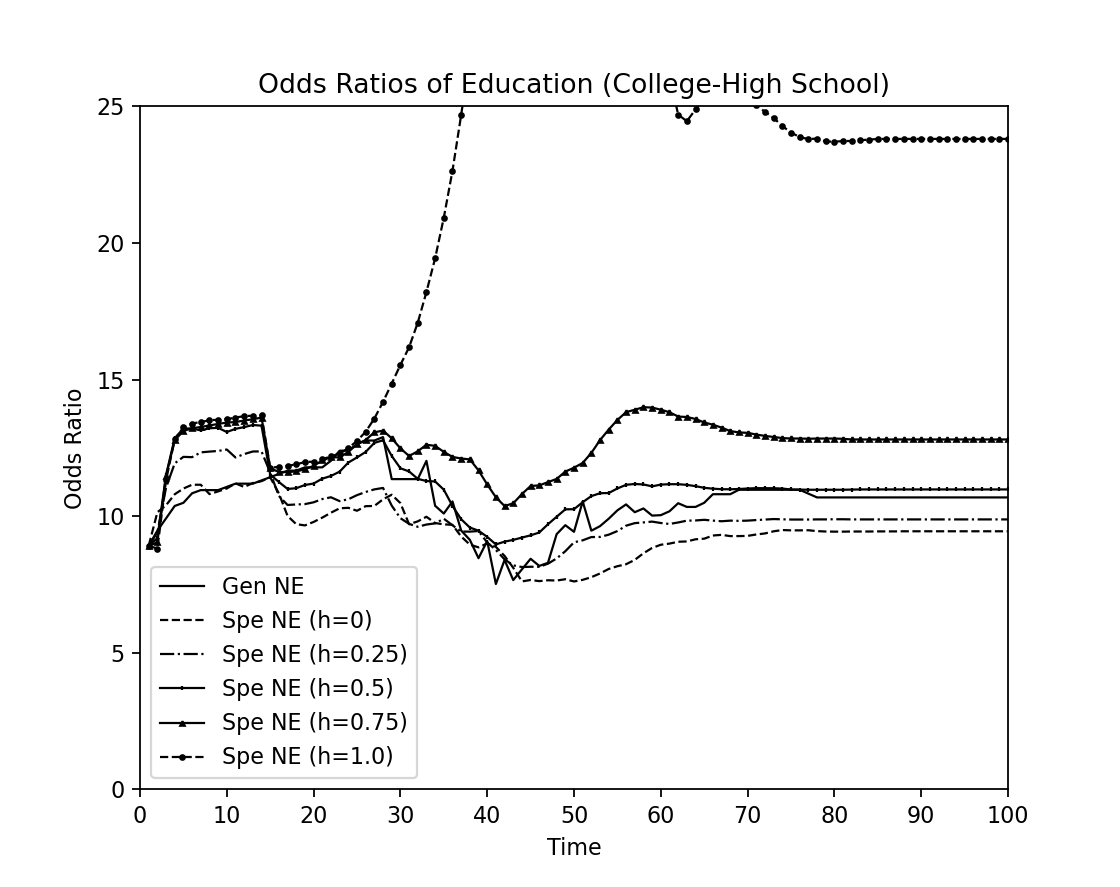 Odds Ratios of Education (College-High School)
25
20
15
10
5
0
Odds Ratio
Gen NE
Spe NE (h=0)
Spe NE (h=0.25)
Spe NE (h=0.5)
Spe NE (h=0.75)
Spe NE (h=1.0)
0 10 20 30 40 50 60 70 80 90 100
Time